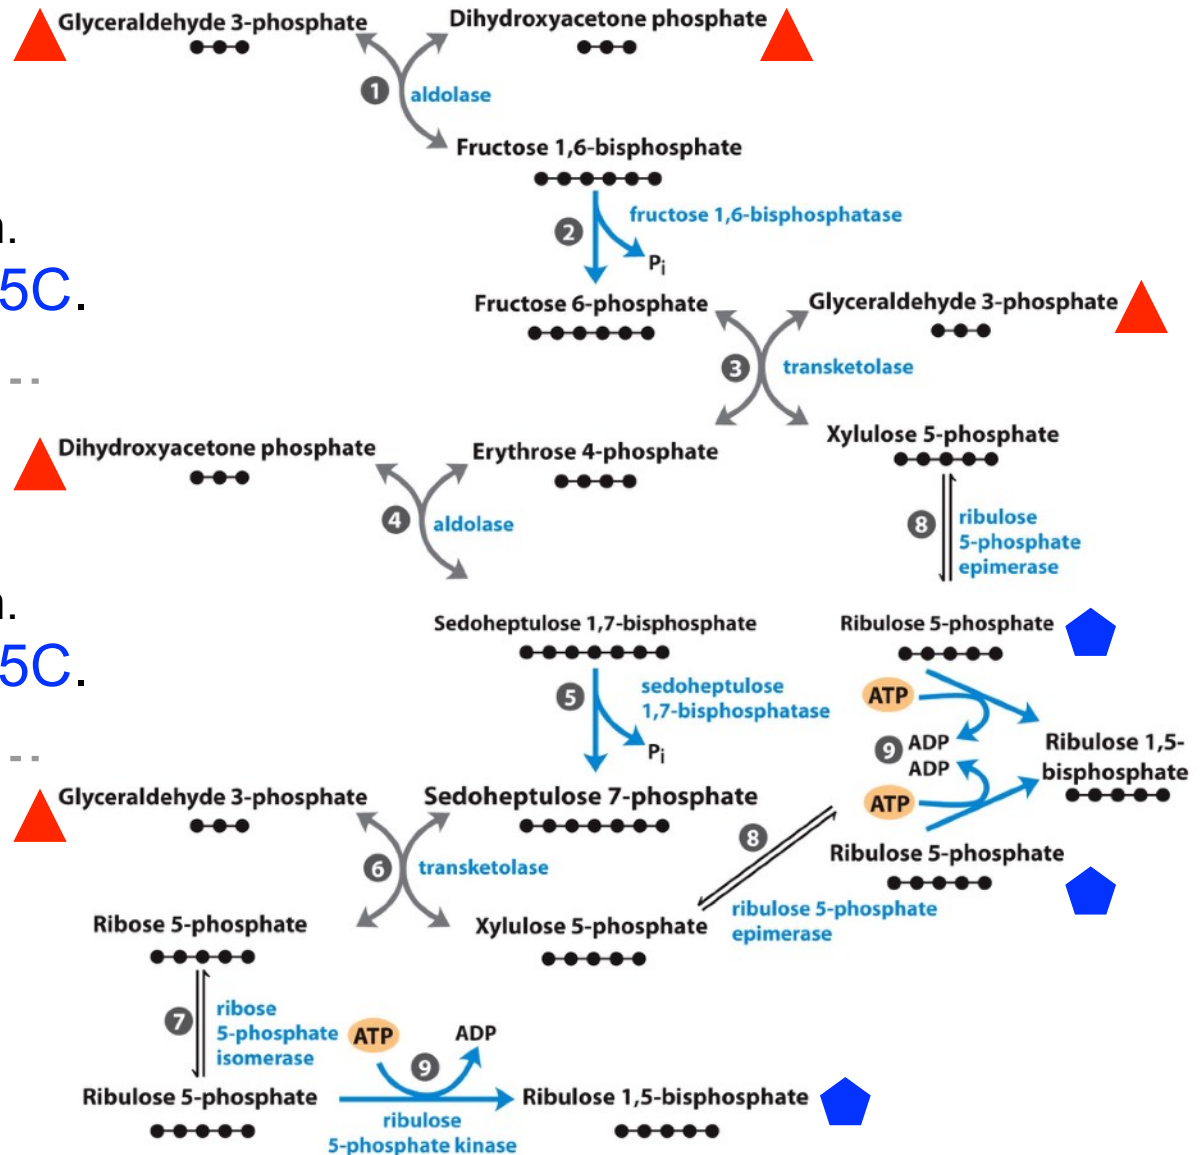 Glyceraldehyde 3-phosphate
Dihydroxyacetone phosphate
1
aldolase
Fructose 1,6-bisphosphate
n.
5C.
2
fructose 1,6-bisphosphatase
Pi
Fructose 6-phosphate
Glyceraldehyde 3-phosphate
3
transketolase
Dihydroxyacetone phosphate
Erythrose 4-phosphate
Xylulose 5-phosphate
4
aldolase
8
ribulose
5-phosphate
epimerase
n.
5C.
Sedoheptulose 1,7-bisphosphate
Ribulose 5-phosphate
5
sedoheptulose
1,7-bisphosphatase
Pi
ATP
9
ADP
ADP
ATP
Ribulose 1,5-
bisphosphate
Glyceraldehyde 3-phosphate
Sedoheptulose 7-phosphate
6
transketolase
8
Ribulose 5-phosphate
Ribose 5-phosphate
Xylulose 5-phosphate
ribulose 5-phosphate
epimerase
7
ribose
5-phosphate
isomerase
ATP
ADP
9
Ribulose 5-phosphate
Ribulose 1,5-bisphosphate
ribulose
5-phosphate kinase